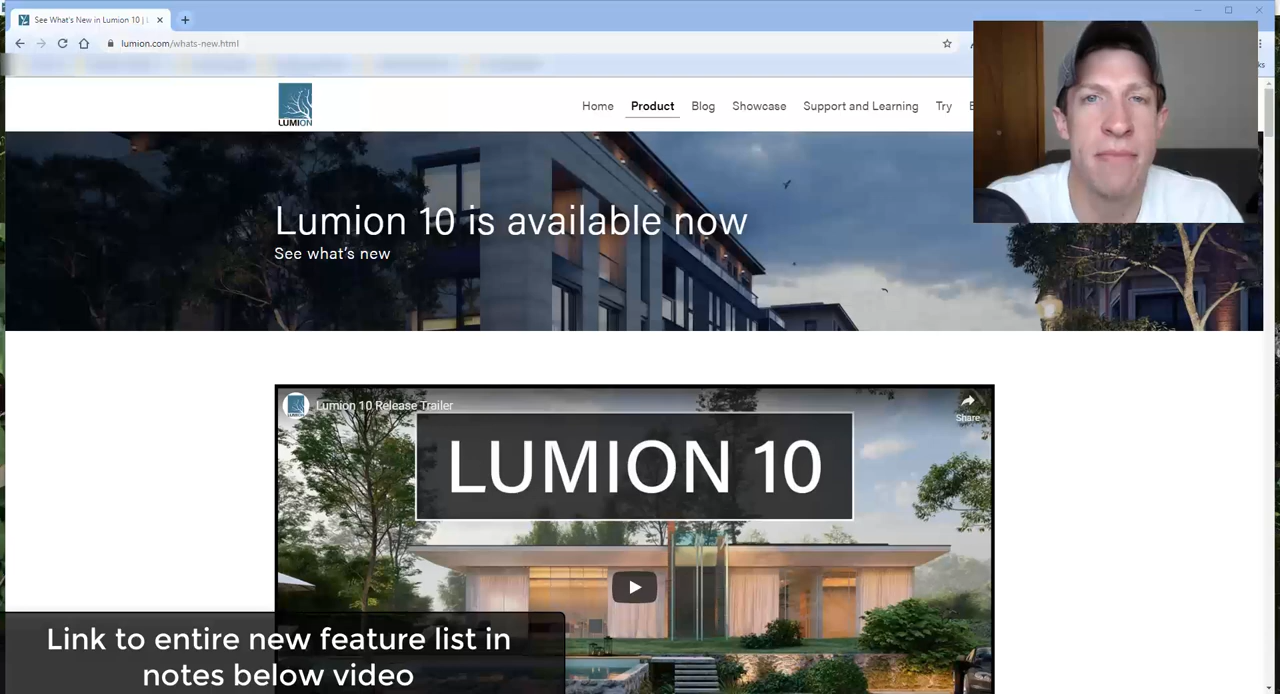 See What's New in Lumion 10 |
lumion.com/whats-new.html
LUMION
Home Product Blog Showcase Support and Learning Try
Lumion 10 is available now
See what's new
Lumion 10 Release Trailer
Share
LUMION 10
Link to entire new feature list in
notes below video